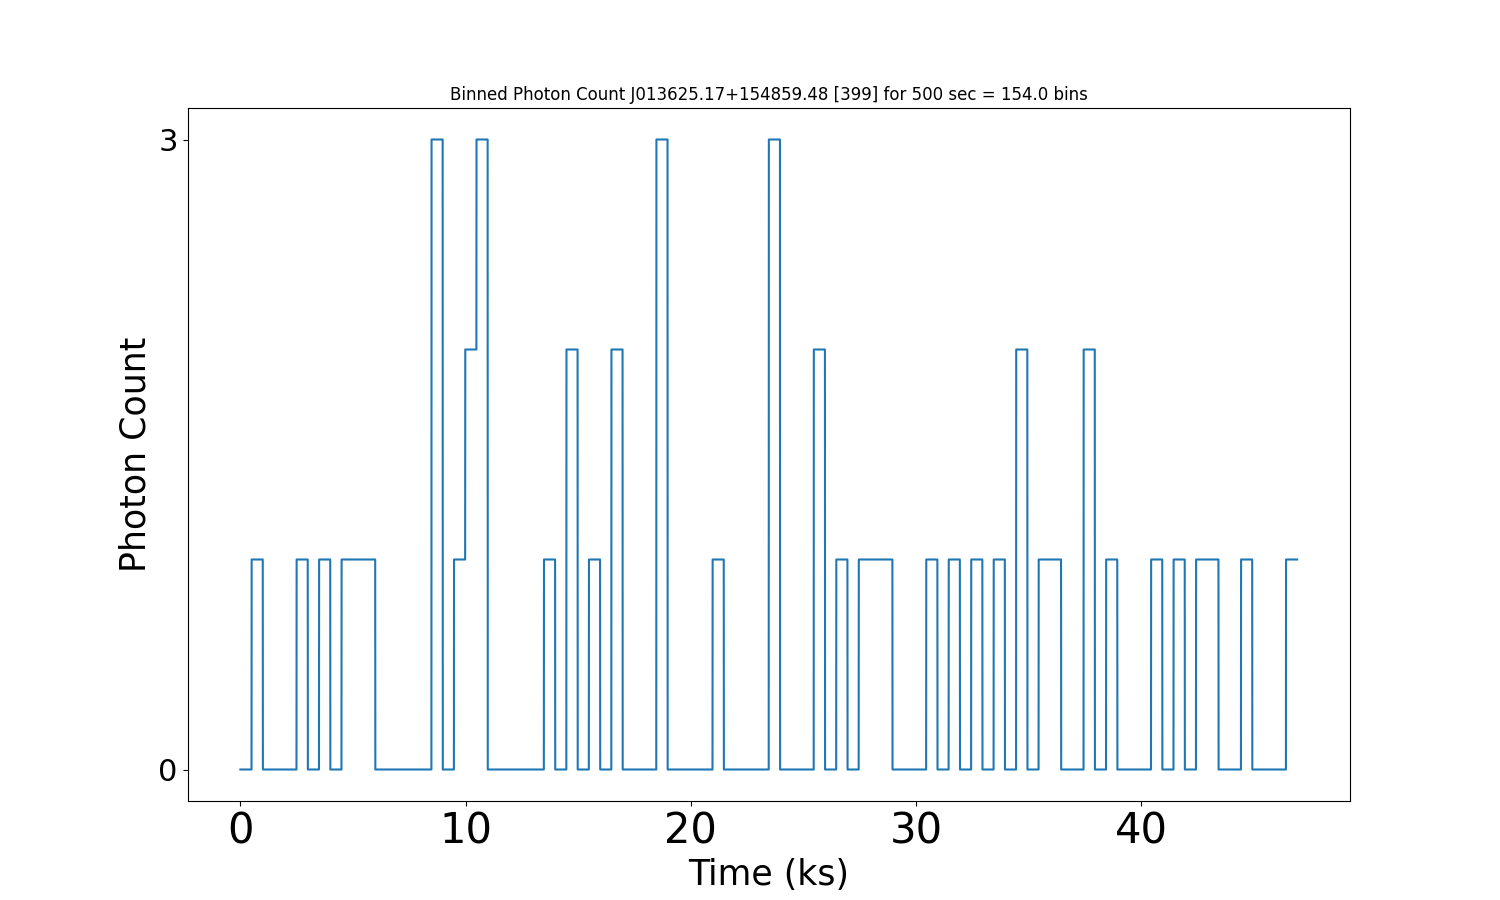 Binned Photon Count J013625.17+154859.48 [399] for 500 sec = 154.0 bins
3
0
Photon Count
0 10 20 30 40
Time (ks)